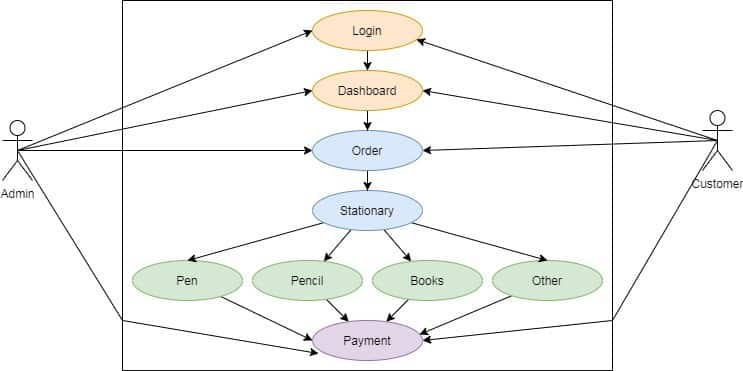 Login
Dashboard
Order
Admin
Customer
Stationary
Pen
Pencil
Books
Other
Payment